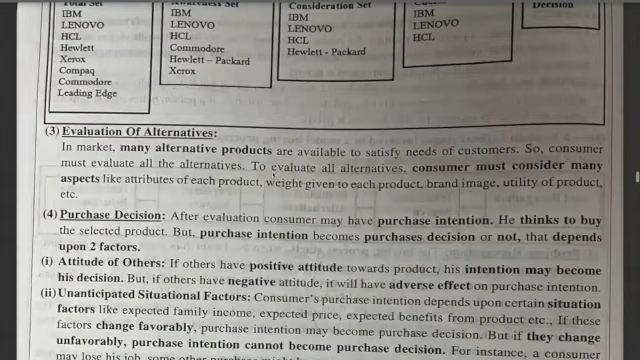 Total Set
Awareness Set
Consideration Set
Decision
IBM
LENOVO
HCL
Hewlett
Xerox
Compaq
Commodore
Leading Edge
IBM
LENOVO
HCL
Commodore
Hewlett – Packard
Xerox
IBM
LENOVO
HCL
Hewlett - Packard
IBM
LENOVO
HCL
(3) Evaluation Of Alternatives:
In market, many alternative products are available to satisfy needs of customers. So, consumer
must evaluate all the alternatives. To evaluate all alternatives, consumer must consider many
aspects like attributes of each product, weight given to each product, brand image, utility of product,
etc.
(4) Purchase Decision: After evaluation consumer may have purchase intention. He thinks to buy
the selected product. But, purchase intention becomes purchases decision or not, that depends
upon 2 factors.
(i) Attitude of Others: If others have positive attitude towards product, his intention may become
his decision. But, if others have negative attitude, it will have adverse effect on purchase intention.
(ii) Unanticipated Situational Factors: Consumer's purchase intention depends upon certain situation
factors like expected family income, expected price, expected benefits from product etc., If these
factors change favorably, purchase intention may become purchase decision. But if they change
unfavorably, purchase intention cannot become purchase decision. For instance, a consumer
may lose his job, some other purchase might